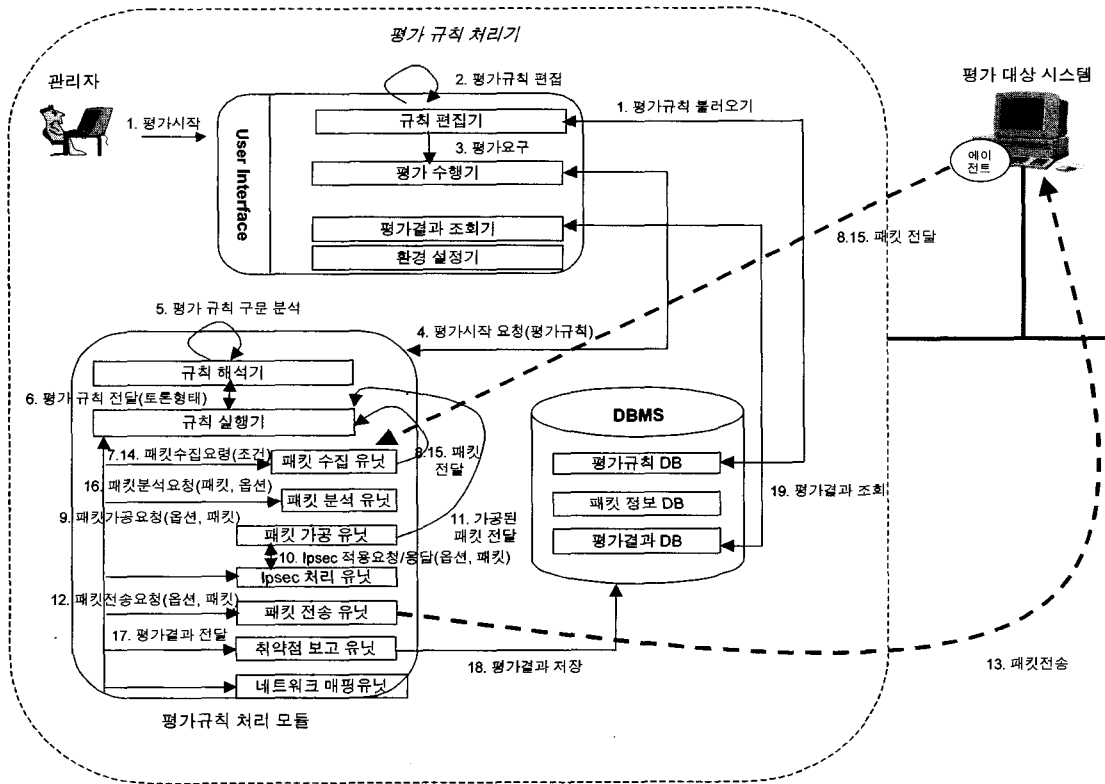 평가 규칙 처리기
관리자
평가 대상 시스템
2. 평가규칙 편집
1. 평가시작
1. 평가규칙 불러오기
User Interface
규칙 편집기
3. 평가요구
평가 수행기
에이
전트
평가결과 조회기
환경 설정기
8.15. 패킷 전달
5. 평가 규칙 구문 분석
4. 평가시작 요청(평가규칙)
규칙 해석기
6. 평가 규칙 전달(토론형태)
규칙 실행기
DBMS
7.14. 패킷수집요령(조건)
패킷 수집 유닛
8.15. 패킷
전달
평가규칙 DB
16. 패킷분석요청(패킷, 옵션)
패킷 분석 유닛
패킷 정보 DB
19. 평가결과 조회
9. 패킷가공요청(옵션, 패킷)
패킷 가공 유닛
11. 가공된
패킷 전달
평가결과 DB
10. Ipsec 적용요청/응답(옵션, 패킷)
Ipsec 처리 유닛
12. 패킷전송요청(옵션, 패킷)
패킷 전송 유닛
17. 평가결과 전달
취약점 보고 유닛
18. 평가결과 저장
13. 패킷전송
네트워크 매핑유닛
평가규칙 처리 모듈